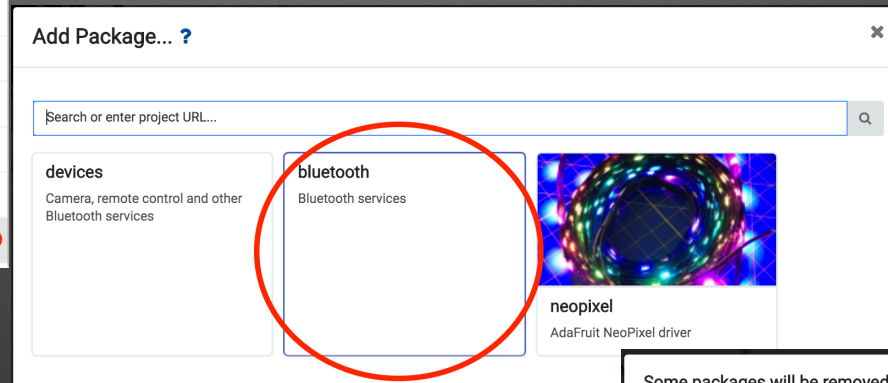 Add Package... ?
Search or enter project URL...
devices
Camera, remote control and other
Bluetooth services
bluetooth
Bluetooth services
neopixel
AdaFruit NeoPixel driver
Some packages will be removed